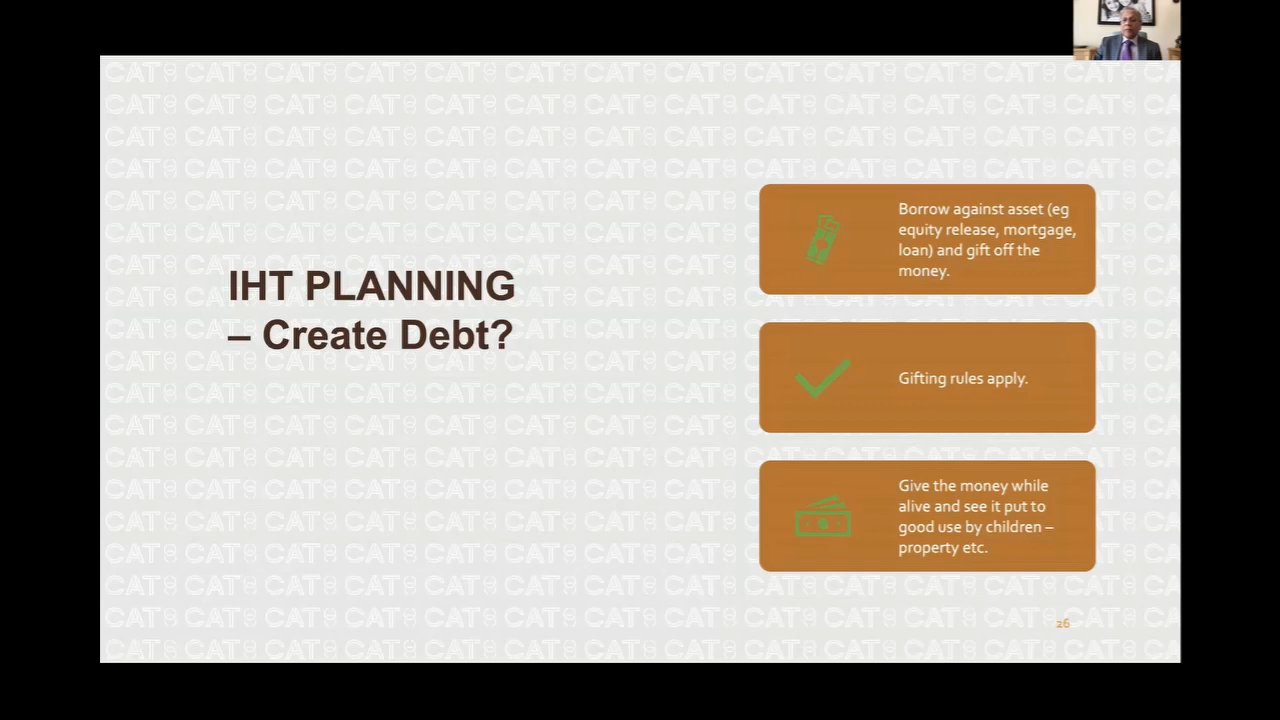 IHT PLANNING
– Create Debt?
Borrow against asset (eg
equity release, mortgage,
loan) and gift off the
money.
Gifting rules apply.
Give the money while
alive and see it put to
good use by children –
property etc.
26